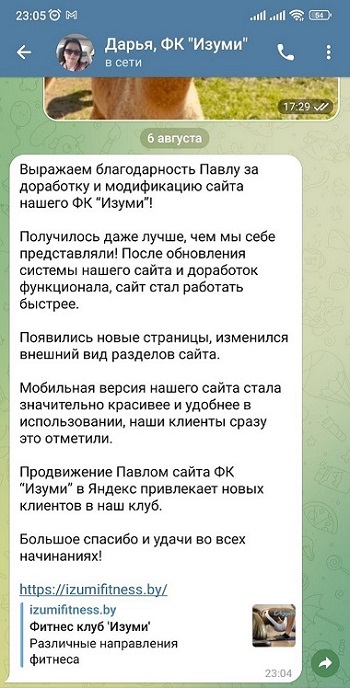 23:05
54
Дарья, ФК "Изуми"
в сети
17:29
6 августа
Выражаем благодарность Павлу за
доработку и модификацию сайта
нашего ФК “Изуми”!
Получилось даже лучше, чем мы себе
представляли! После обновления
системы нашего сайта и доработок
функционала, сайт стал работать
быстрее.
Появились новые страницы, изменился
внешний вид разделов сайта.
Мобильная версия нашего сайта стала
значительно красивее и удобнее в
использовании, наши клиенты сразу
это отметили.
Продвижение Павлом сайта ФК
“Изуми” в Яндекс привлекает новых
клиентов в наш клуб.
Большое спасибо и удачи во всех
начинаниях!
https://izumifitness.by/
izumifitness.by
Фитнес клуб 'Изуми'
Различные направления
фитнеса
23:04